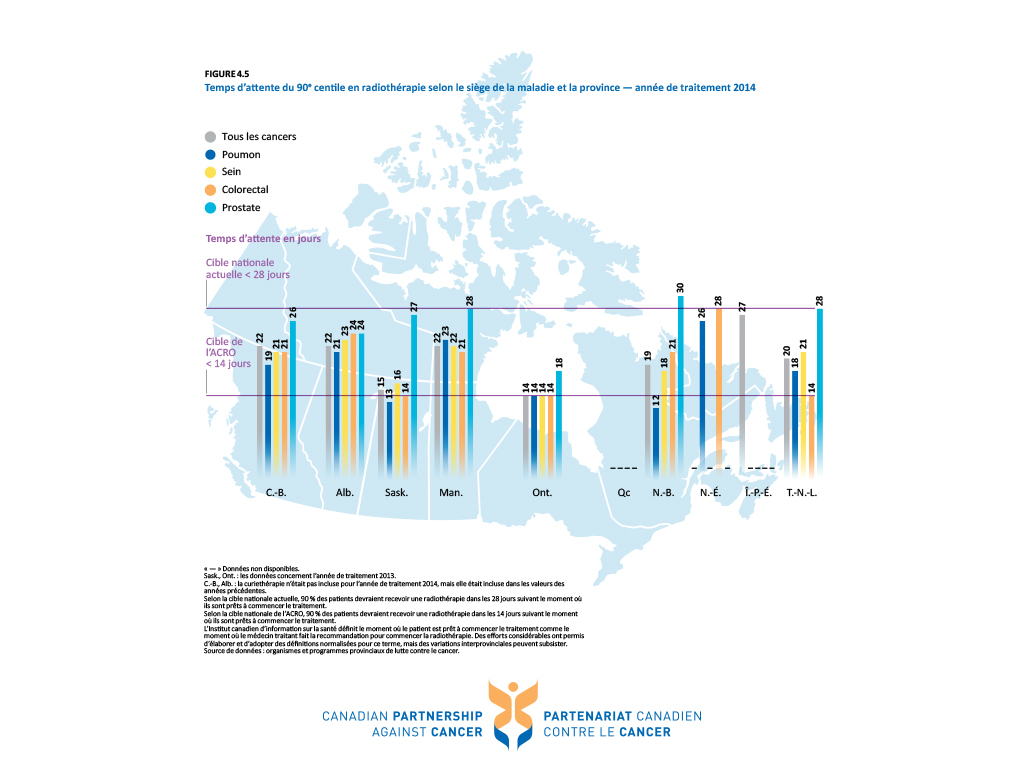 FIGURE 4.5
Temps d'attente du 90e centile en radiothérapie selon le siège de la maladie et la province — année de traitement 2014
Tous les cancers
Poumon
Sein
Colorectal
Prostate
Temps d'attente en jours
Cible nationale
actuelle < 28 jours
Cible de
l'ACRO
< 14 jours
22 19 21 21 26
22 21 23 24 24
15 13 16 14 27
22 23 22 21 28
14 14 14 14 18
– – – –
19 12 18 21 30
– 26 – 28 –
27 – – – –
20 18 21 14 28
C.-B. Alb. Sask. Man. Ont. Qc N.-B. N.-É. Î.-P.-É. T.-N.-L.
« — » Données non disponibles.
Sask., Ont. : les données concernent l'année de traitement 2013.
C.-B., Alb. : la curiethérapie n'était pas incluse pour l'année de traitement 2014, mais elle était incluse dans les valeurs des
années précédentes.
Selon la cible nationale actuelle, 90 % des patients devraient recevoir une radiothérapie dans les 28 jours suivant le moment où
ils sont prêts à commencer le traitement.
Selon la cible nationale de l'ACRO, 90 % des patients devraient recevoir une radiothérapie dans les 14 jours suivant le moment
où ils sont prêts à commencer le traitement.
L'Institut canadien d'information sur la santé définit le moment où le patient est prêt à commencer le traitement comme le
moment où le médecin traitant fait la recommandation pour commencer la radiothérapie. Des efforts considérables ont permis
d'élaborer et d'adopter des définitions normalisées pour ce terme, mais des variations interprovinciales peuvent subsister.
Source de données : organismes et programmes provinciaux de lutte contre le cancer.
CANADIAN PARTNERSHIP
AGAINST CANCER
PARTENARIAT CANADIEN
CONTRE LE CANCER